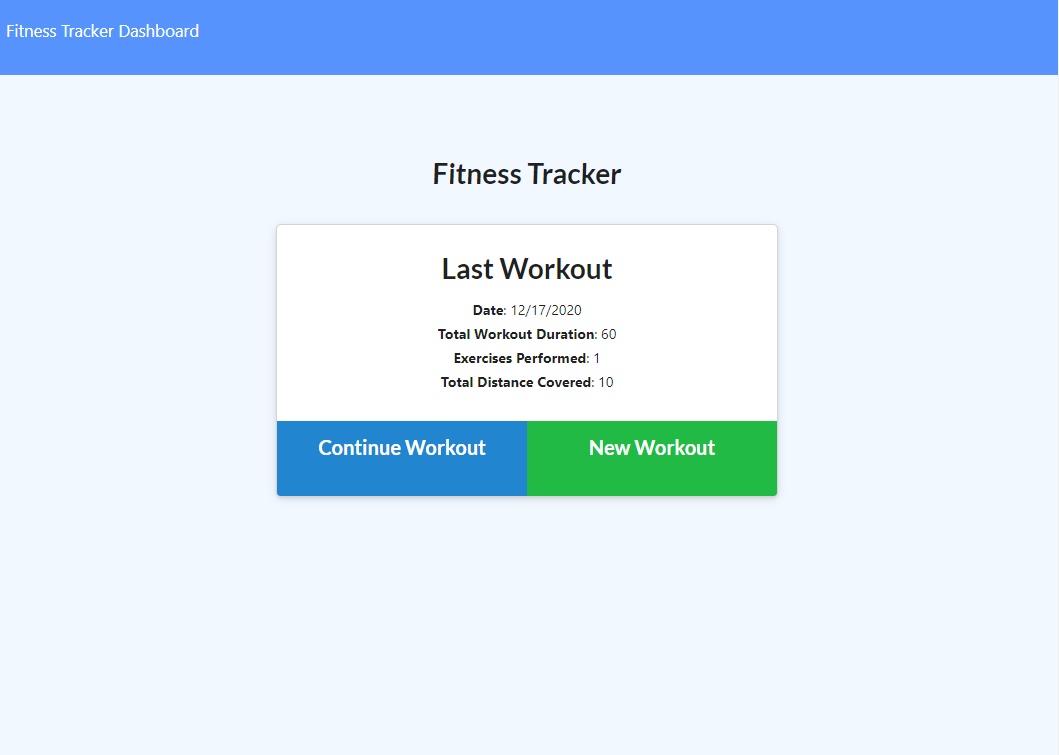 Fitness Tracker Dashboard
Fitness Tracker
Last Workout
Date: 12/17/2020
Total Workout Duration: 60
Exercises Performed: 1
Total Distance Covered: 10
Continue Workout
New Workout